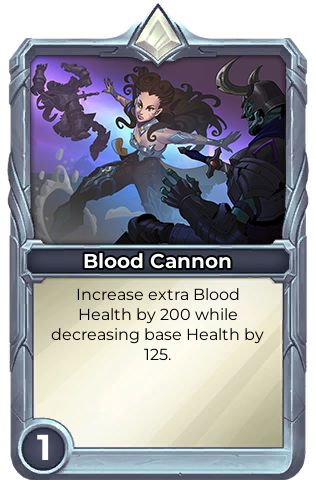 Blood Cannon
Increase extra Blood
Health by 200 while
decreasing base Health by
125.
1